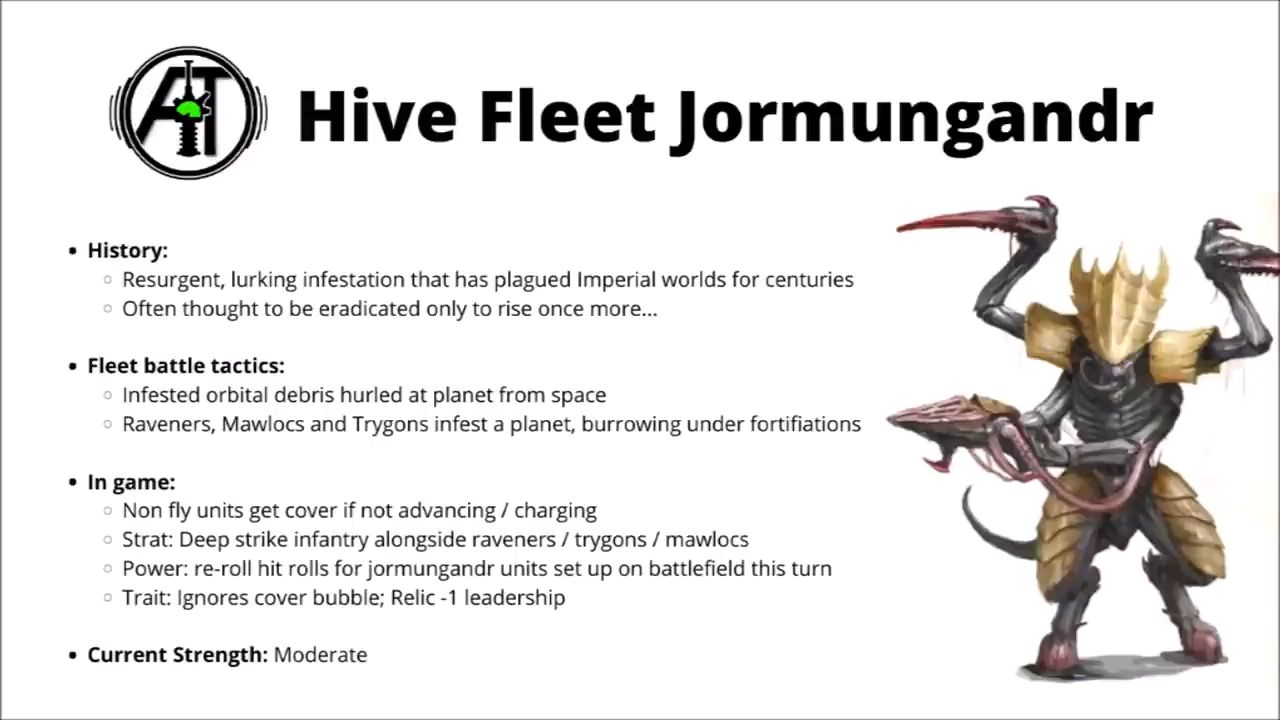 AT
Hive Fleet Jormungandr
• History:
○ Resurgent, lurking infestation that has plagued Imperial worlds for centuries
○ Often thought to be eradicated only to rise once more...
• Fleet battle tactics:
○ Infested orbital debris hurled at planet from space
○ Raveners, Mawlocs and Trygons infest a planet, burrowing under fortifiations
• In game:
○ Non fly units get cover if not advancing / charging
○ Strat: Deep strike infantry alongside raveners / trygons / mawlocs
○ Power: re-roll hit rolls for jormungandr units set up on battlefield this turn
○ Trait: Ignores cover bubble; Relic -1 leadership
• Current Strength: Moderate